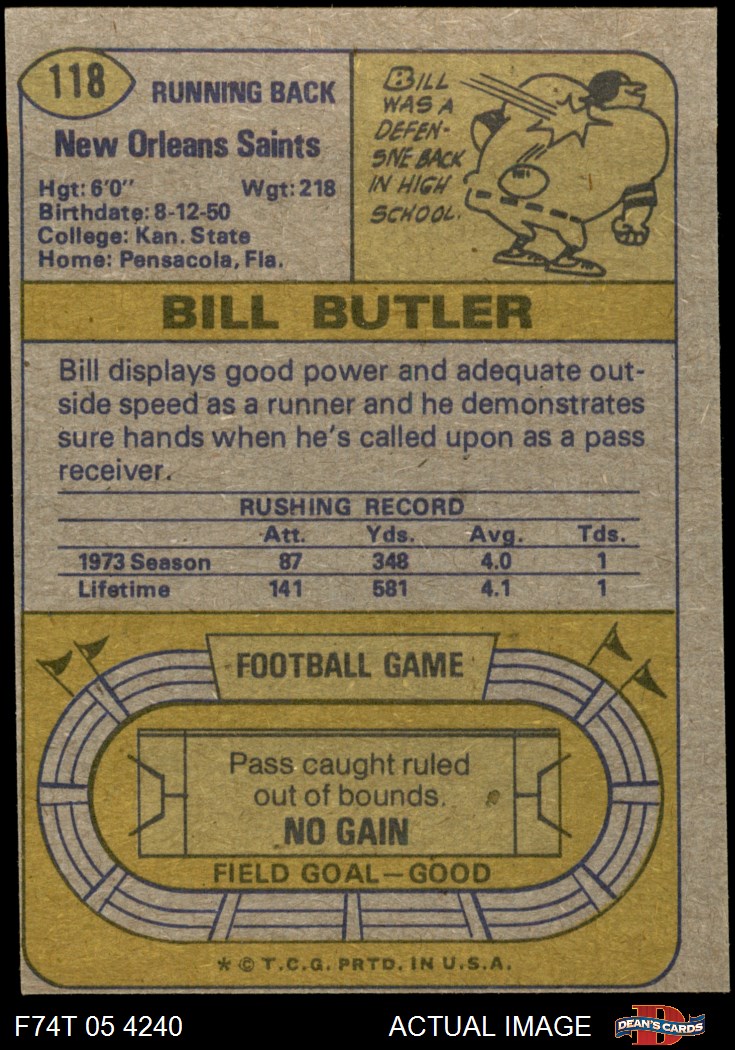 118
RUNNING BACK
New Orleans Saints
Hgt: 6'0" Wgt: 218
Birthdate: 8-12-50
College: Kan. State
Home: Pensacola, Fla.
BILL
WAS A
DEFEN-
SNE BACK
IN HIGH
SCHOOL.
BILL BUTLER
Bill displays good power and adequate out-
side speed as a runner and he demonstrates
sure hands when he's called upon as a pass
receiver.
RUSHING RECORD
Att. Yds. Avg. Tds.
1973 Season 87 348 4.0 1
Lifetime 141 581 4.1 1
FOOTBALL GAME
Pass caught ruled
out of bounds.
NO GAIN
FIELD GOAL—GOOD
* © T.C.G. PRTD. IN U.S.A.
F74T 05 4240 ACTUAL IMAGE
D
DEAN'S CARDS